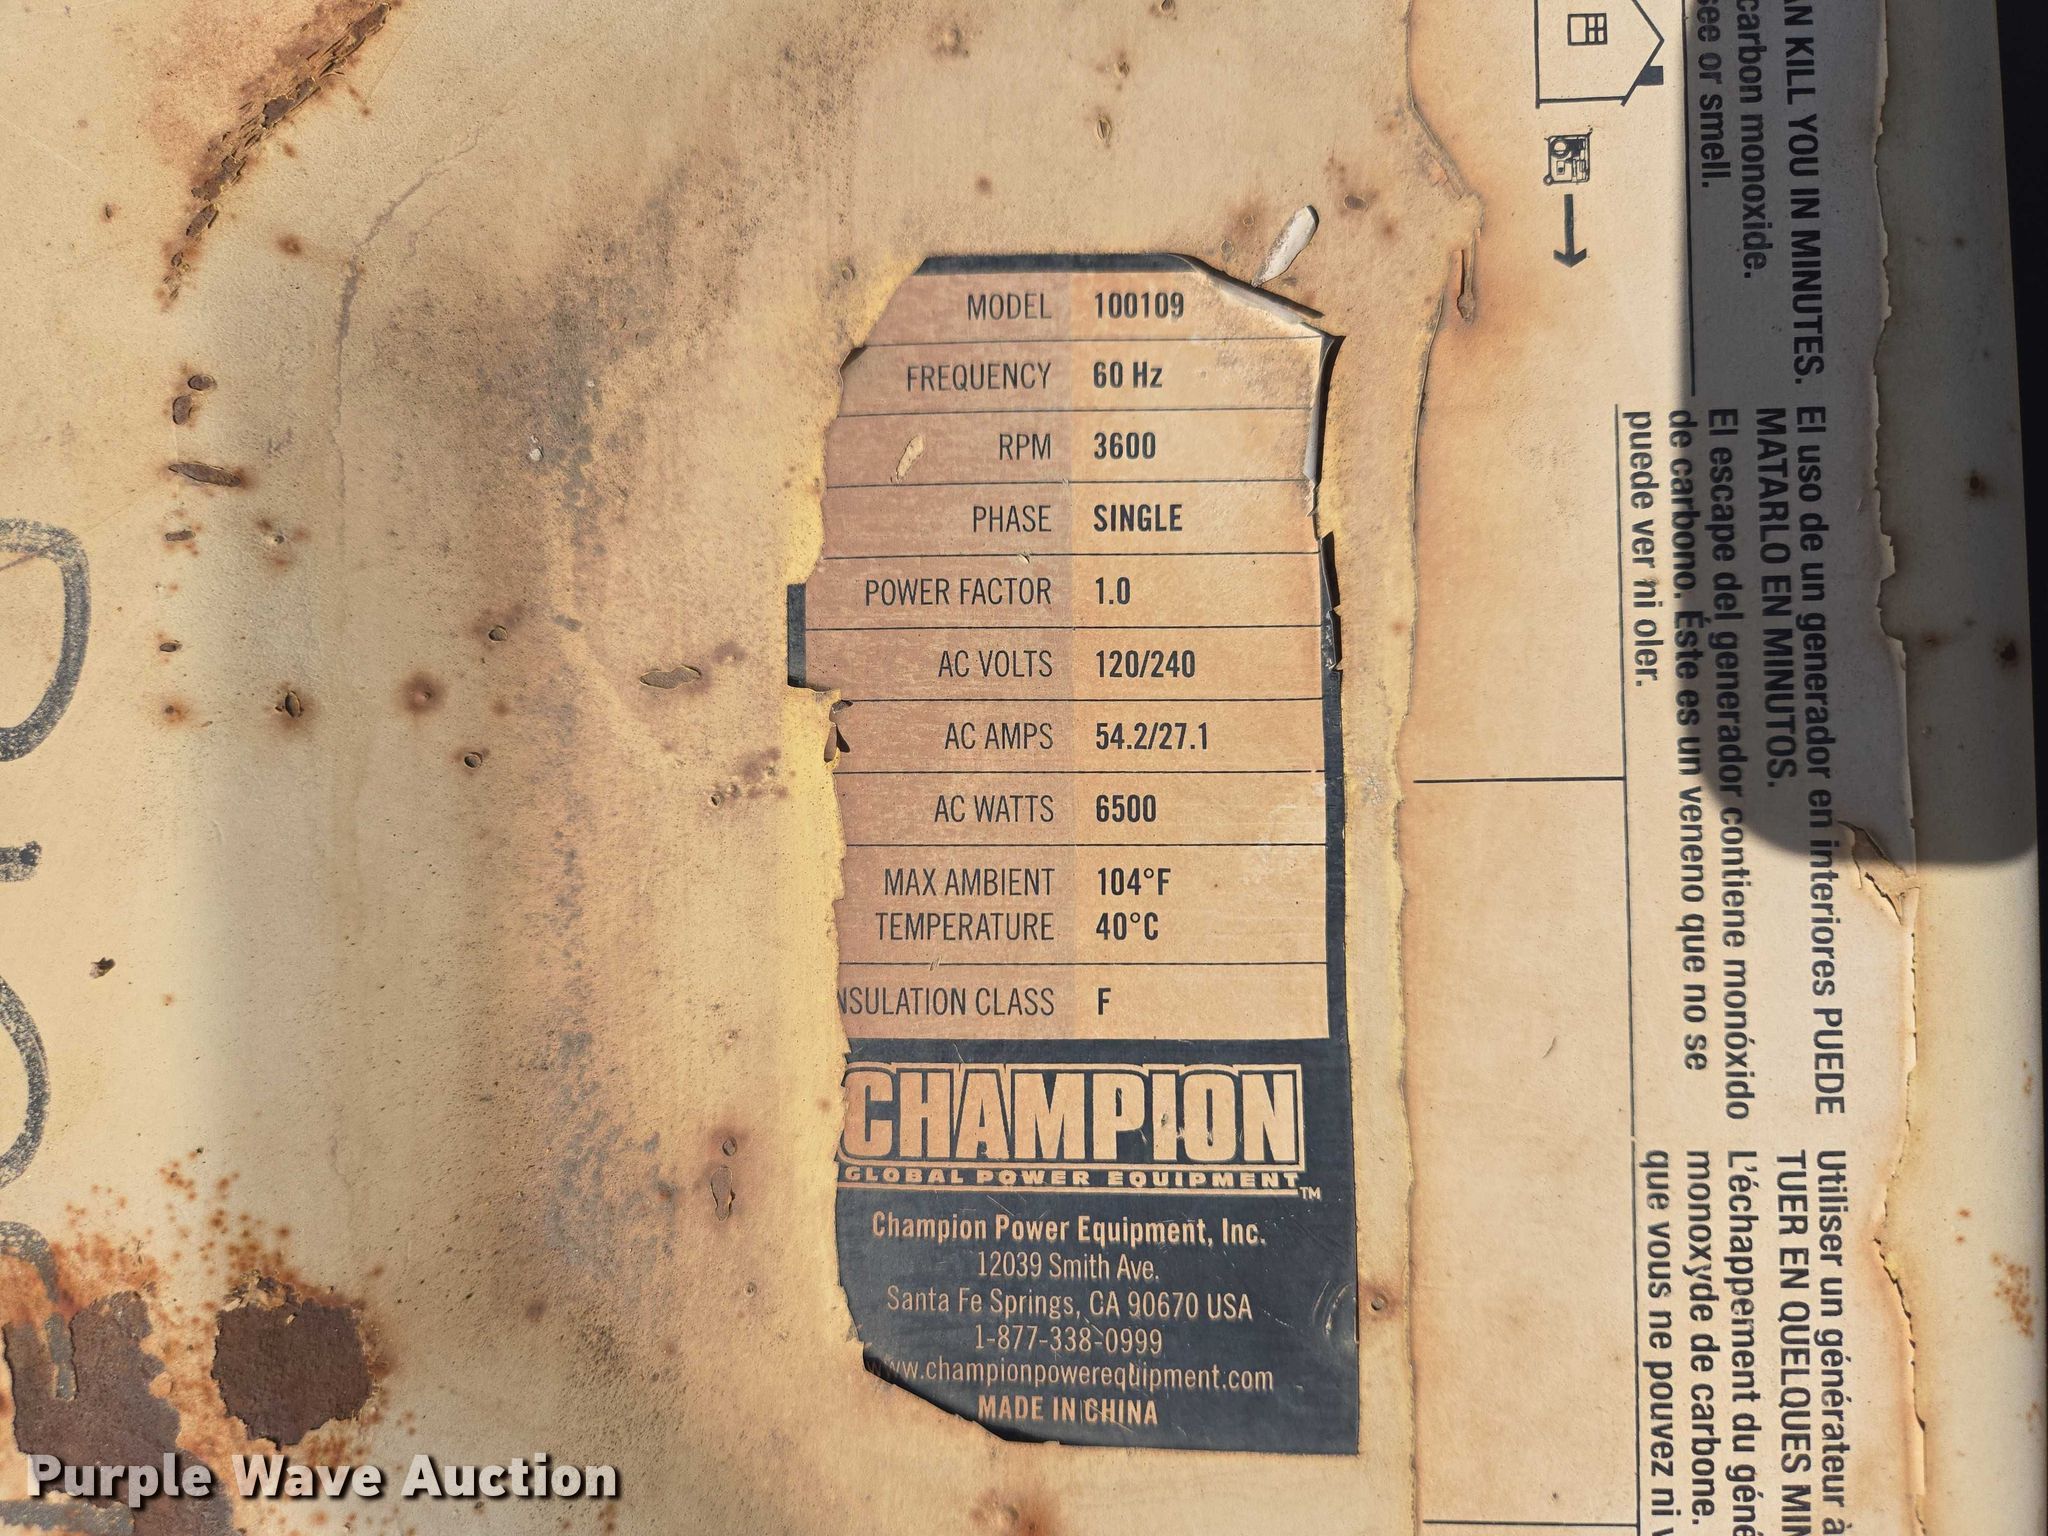 MODEL 100109
FREQUENCY 60 Hz
RPM 3600
PHASE SINGLE
POWER FACTOR 1.0
AC VOLTS 120/240
AC AMPS 54.2/27.1
AC WATTS 6500
MAX AMBIENT 104°F
TEMPERATURE 40°C
NSULATION CLASS F
CHAMPION
GLOBAL POWER EQUIPMENT™
Champion Power Equipment, Inc.
12039 Smith Ave.
Santa Fe Springs, CA 90670 USA
1-877-338-0999
www.championpowerequipment.com
MADE IN CHINA
AN KILL YOU IN MINUTES.
carbon monoxide.
see or smell.
El uso de un generador en interiores PUEDE
MATARLO EN MINUTOS.
El escape del generador contiene monóxido
de carbono. Éste es un veneno que no se
puede ver ni oler.
Utiliser un générateur à
TUER EN QUELQUES MIN
L'échappement du géné
monoxyde de carbone.
que vous ne pouvez ni v
Purple Wave Auction